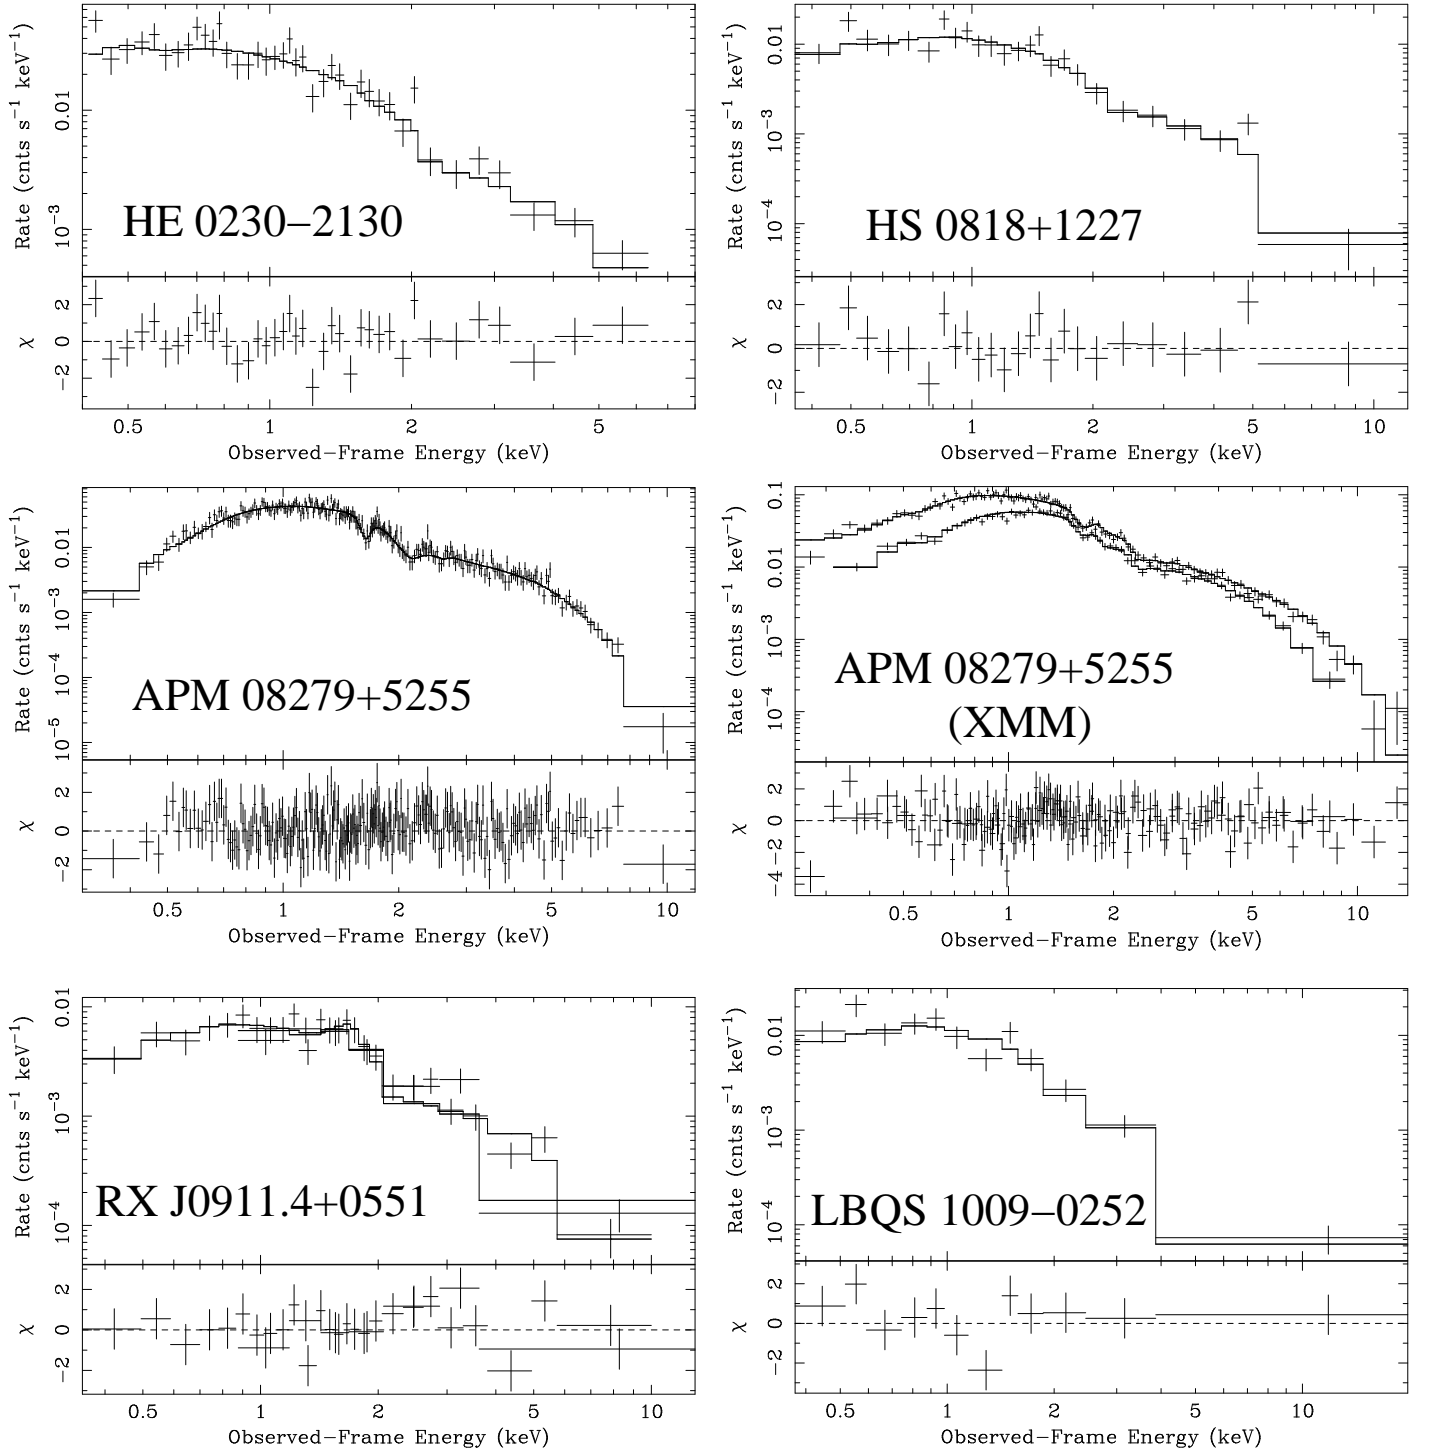 Rate (cnts s⁻¹ keV⁻¹)
0.01
10⁻³
HE 0230−2130
χ
2
0
−2
0.5 1 2 5
Observed−Frame Energy (keV)
Rate (cnts s⁻¹ keV⁻¹)
0.01
10⁻³
10⁻⁴
HS 0818+1227
χ
2
0
−2
0.5 1 2 5 10
Observed−Frame Energy (keV)
Rate (cnts s⁻¹ keV⁻¹)
0.01
10⁻³
10⁻⁴
10⁻⁵
APM 08279+5255
χ
2
0
−2
0.5 1 2 5 10
Observed−Frame Energy (keV)
Rate (cnts s⁻¹ keV⁻¹)
0.1
0.01
10⁻³
10⁻⁴
APM 08279+5255
(XMM)
χ
2
0
−2
−4
0.5 1 2 5 10
Observed−Frame Energy (keV)
Rate (cnts s⁻¹ keV⁻¹)
0.01
10⁻³
10⁻⁴
RX J0911.4+0551
χ
2
0
−2
0.5 1 2 5 10
Observed−Frame Energy (keV)
Rate (cnts s⁻¹ keV⁻¹)
0.01
10⁻³
10⁻⁴
LBQS 1009−0252
χ
2
0
−2
0.5 1 2 5 10
Observed−Frame Energy (keV)